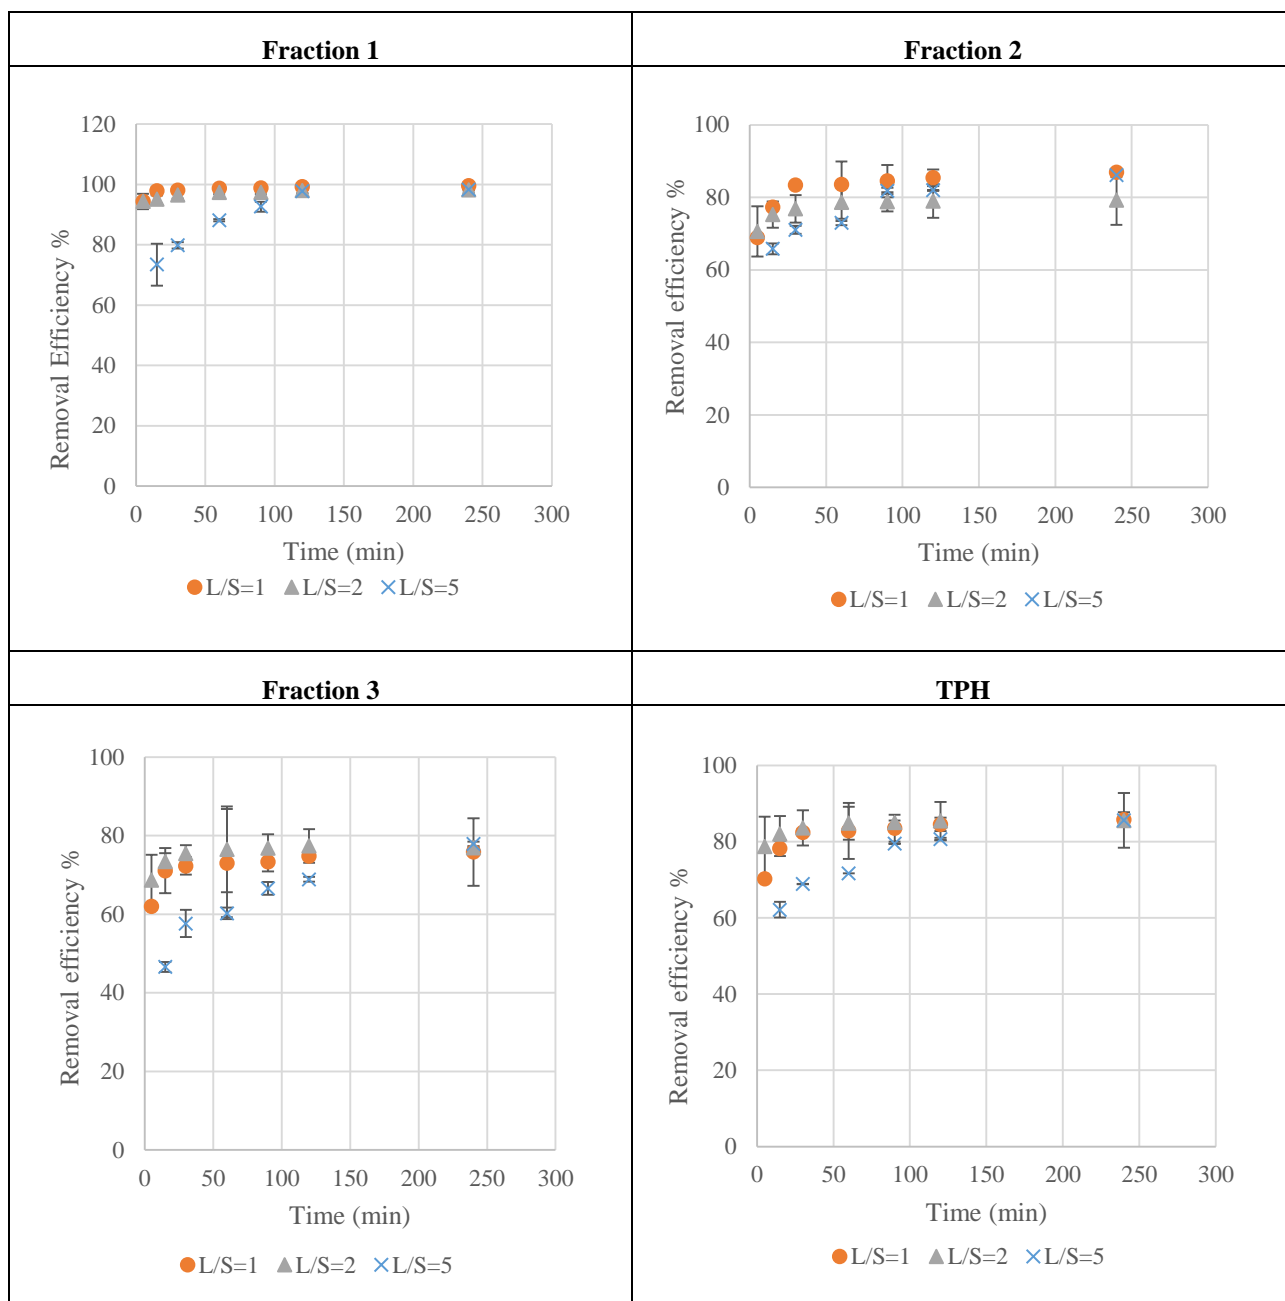 Fraction 1
Fraction 2
120
100
80
60
40
20
0
0 50 100 150 200 250 300
Removal Efficiency %
Time (min)
L/S=1 L/S=2 L/S=5
100
80
60
40
20
0
0 50 100 150 200 250 300
Removal efficiency %
Time (min)
L/S=1 L/S=2 L/S=5
Fraction 3
TPH
100
80
60
40
20
0
0 50 100 150 200 250 300
Removal efficiency %
Time (min)
L/S=1 L/S=2 L/S=5
100
80
60
40
20
0
0 50 100 150 200 250 300
Removal efficiency %
Time (min)
L/S=1 L/S=2 L/S=5